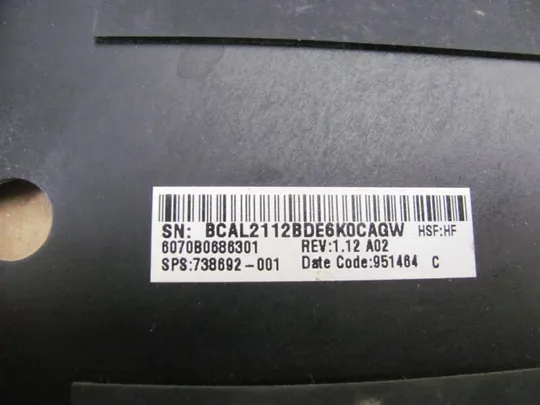 SN: BCAL2112BDE6K0CAGW HSF:HF
6070B0686301 REV:1.12 A02
SPS:738692-001 Date Code:951464 C